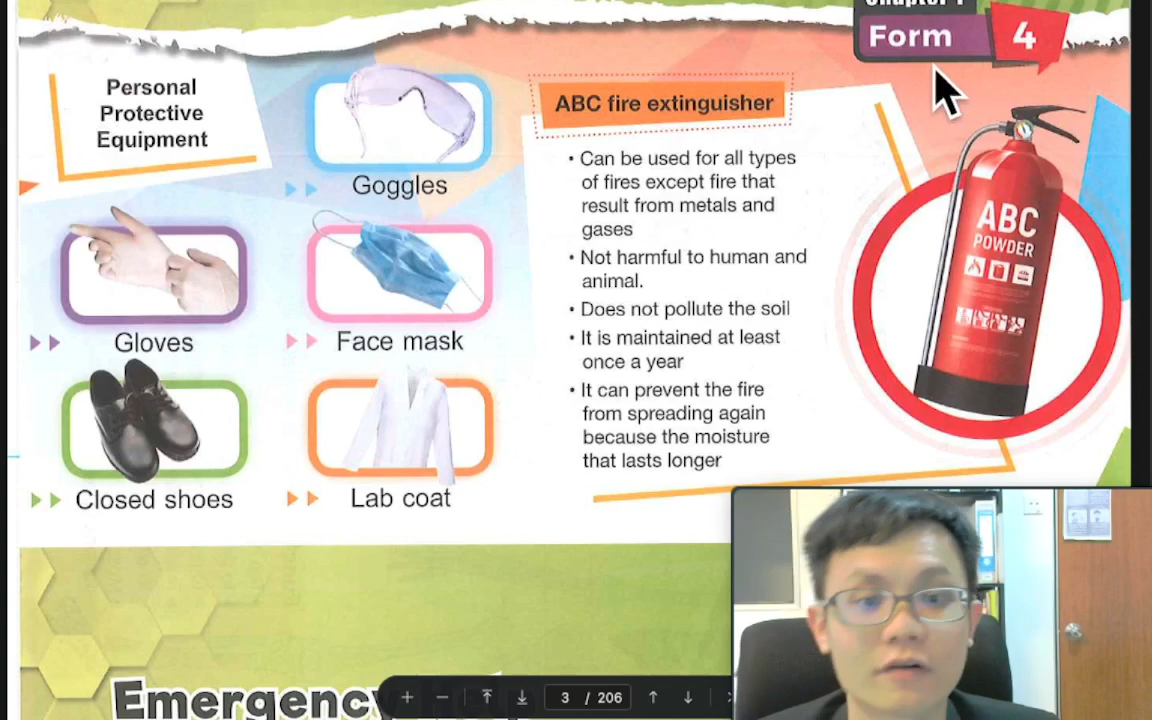 Form 4
Personal
Protective
Equipment
Goggles
Gloves
Face mask
Closed shoes
Lab coat
ABC fire extinguisher
• Can be used for all types
of fires except fire that
result from metals and
gases
• Not harmful to human and
animal.
• Does not pollute the soil
• It is maintained at least
once a year
• It can prevent the fire
from spreading again
because the moisture
that lasts longer
ABC
POWDER
Emergency
3 / 206